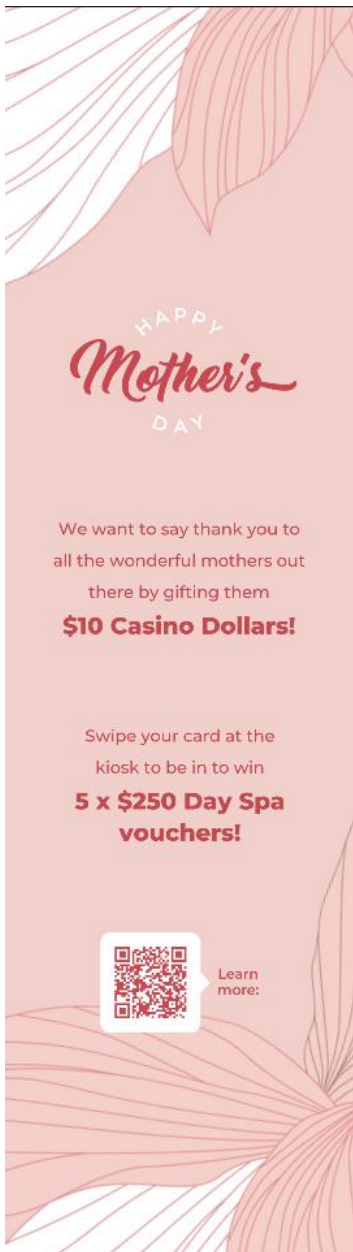 HAPPY
Mother's
DAY
We want to say thank you to
all the wonderful mothers out
there by gifting them
$10 Casino Dollars!
Swipe your card at the
kiosk to be in to win
5 x $250 Day Spa
vouchers!
Learn
more: